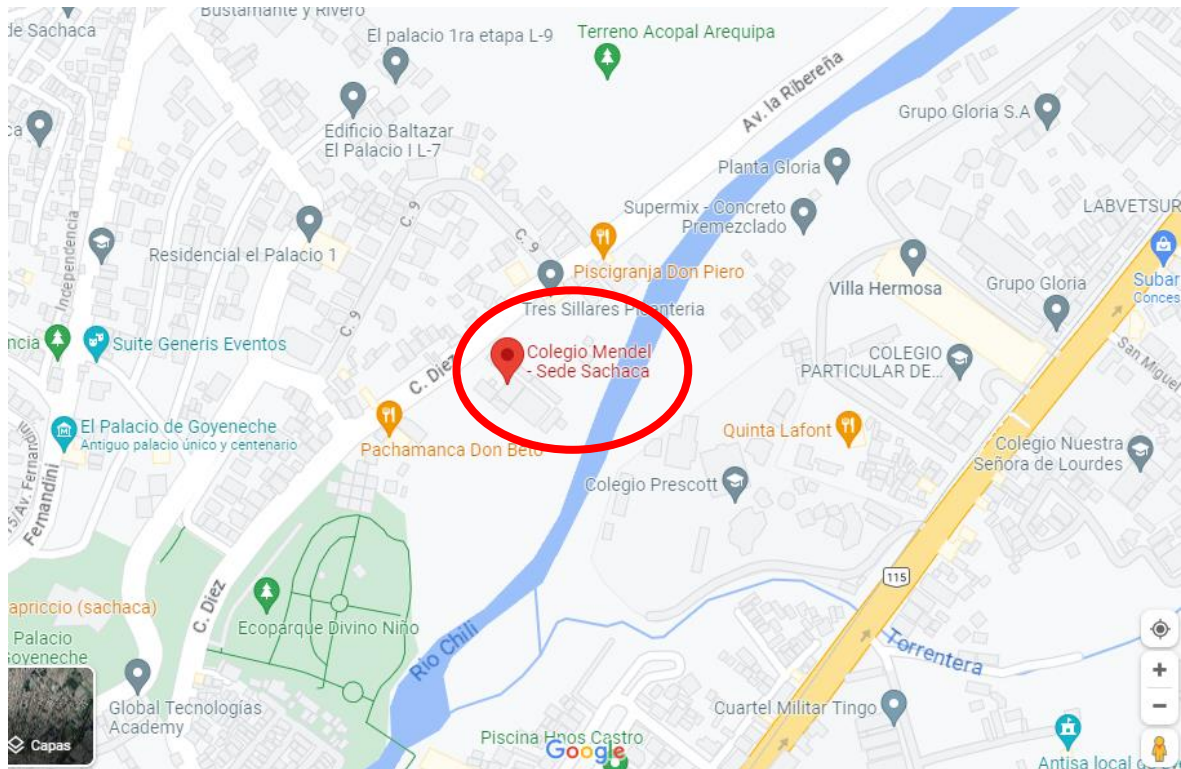 Bustamante y Rivero
de Sachaca
El palacio 1ra etapa L-9
Terreno Acopal Arequipa
Av. la Ribereña
Grupo Gloria S.A
Edificio Baltazar
El Palacio I L-7
Planta Gloria
C. 9
Supermix - Concreto
Premezclado
LABVETSUR
Independencia
C. 9
Residencial el Palacio 1
Piscigranja Don Piero
Villa Hermosa
Grupo Gloria
Subar
Conces
Tres Sillares Picanteria
C. 9
Suite Generis Eventos
Colegio Mendel
- Sede Sachaca
COLEGIO
PARTICULAR DE...
San Miguel
C. Diez
El Palacio de Goyeneche
Antiguo palacio único y centenario
Pachamanca Don Beto
Quinta Lafont
Colegio Nuestra
Señora de Lourdes
Fernandini
Colegio Prescott
115
C. Diez
apriccio (sachaca)
Ecoparque Divino Niño
Río Chili
Torrentera
Palacio
Goyeneche
Global Tecnologías
Academy
Cuartel Militar Tingo
Piscina Hnos Castro
Google
Capas
Antisa local de